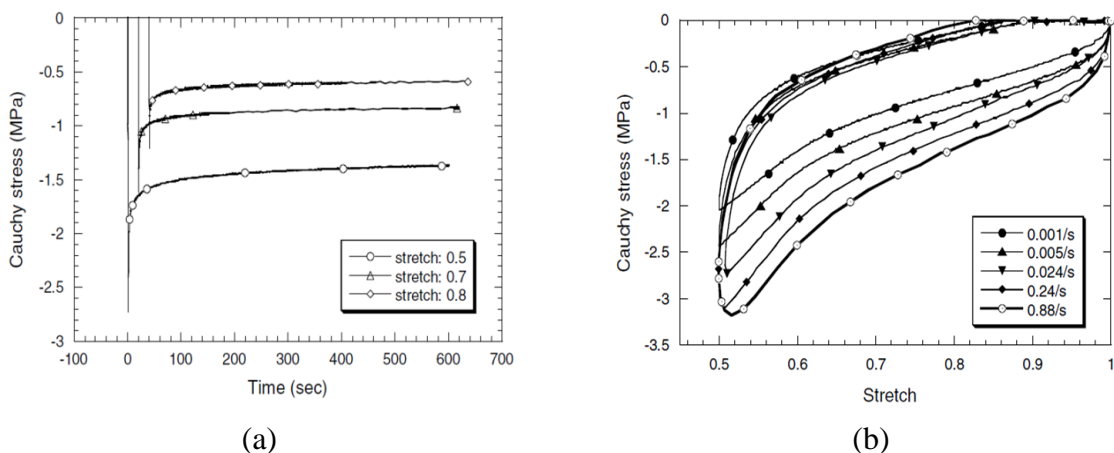 0
-0.5
-1
-1.5
-2
-2.5
-3
-100 0 100 200 300 400 500 600 700
Cauchy stress (MPa)
Time (sec)
stretch: 0.5
stretch: 0.7
stretch: 0.8
(a)
0
-0.5
-1
-1.5
-2
-2.5
-3
-3.5
0.5 0.6 0.7 0.8 0.9 1
Cauchy stress (MPa)
Stretch
0.001/s
0.005/s
0.024/s
0.24/s
0.88/s
(b)